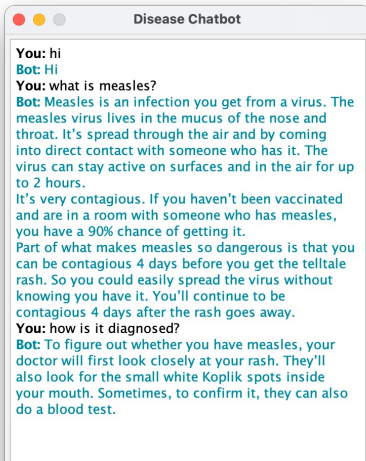 Disease Chatbot
You: hi
Bot: Hi
You: what is measles?
Bot: Measles is an infection you get from a virus. The
measles virus lives in the mucus of the nose and
throat. It’s spread through the air and by coming
into direct contact with someone who has it. The
virus can stay active on surfaces and in the air for up
to 2 hours.
It’s very contagious. If you haven’t been vaccinated
and are in a room with someone who has measles,
you have a 90% chance of getting it.
Part of what makes measles so dangerous is that you
can be contagious 4 days before you get the telltale
rash. So you could easily spread the virus without
knowing you have it. You’ll continue to be
contagious 4 days after the rash goes away.
You: how is it diagnosed?
Bot: To figure out whether you have measles, your
doctor will first look closely at your rash. They’ll
also look for the small white Koplik spots inside
your mouth. Sometimes, to confirm it, they can also
do a blood test.